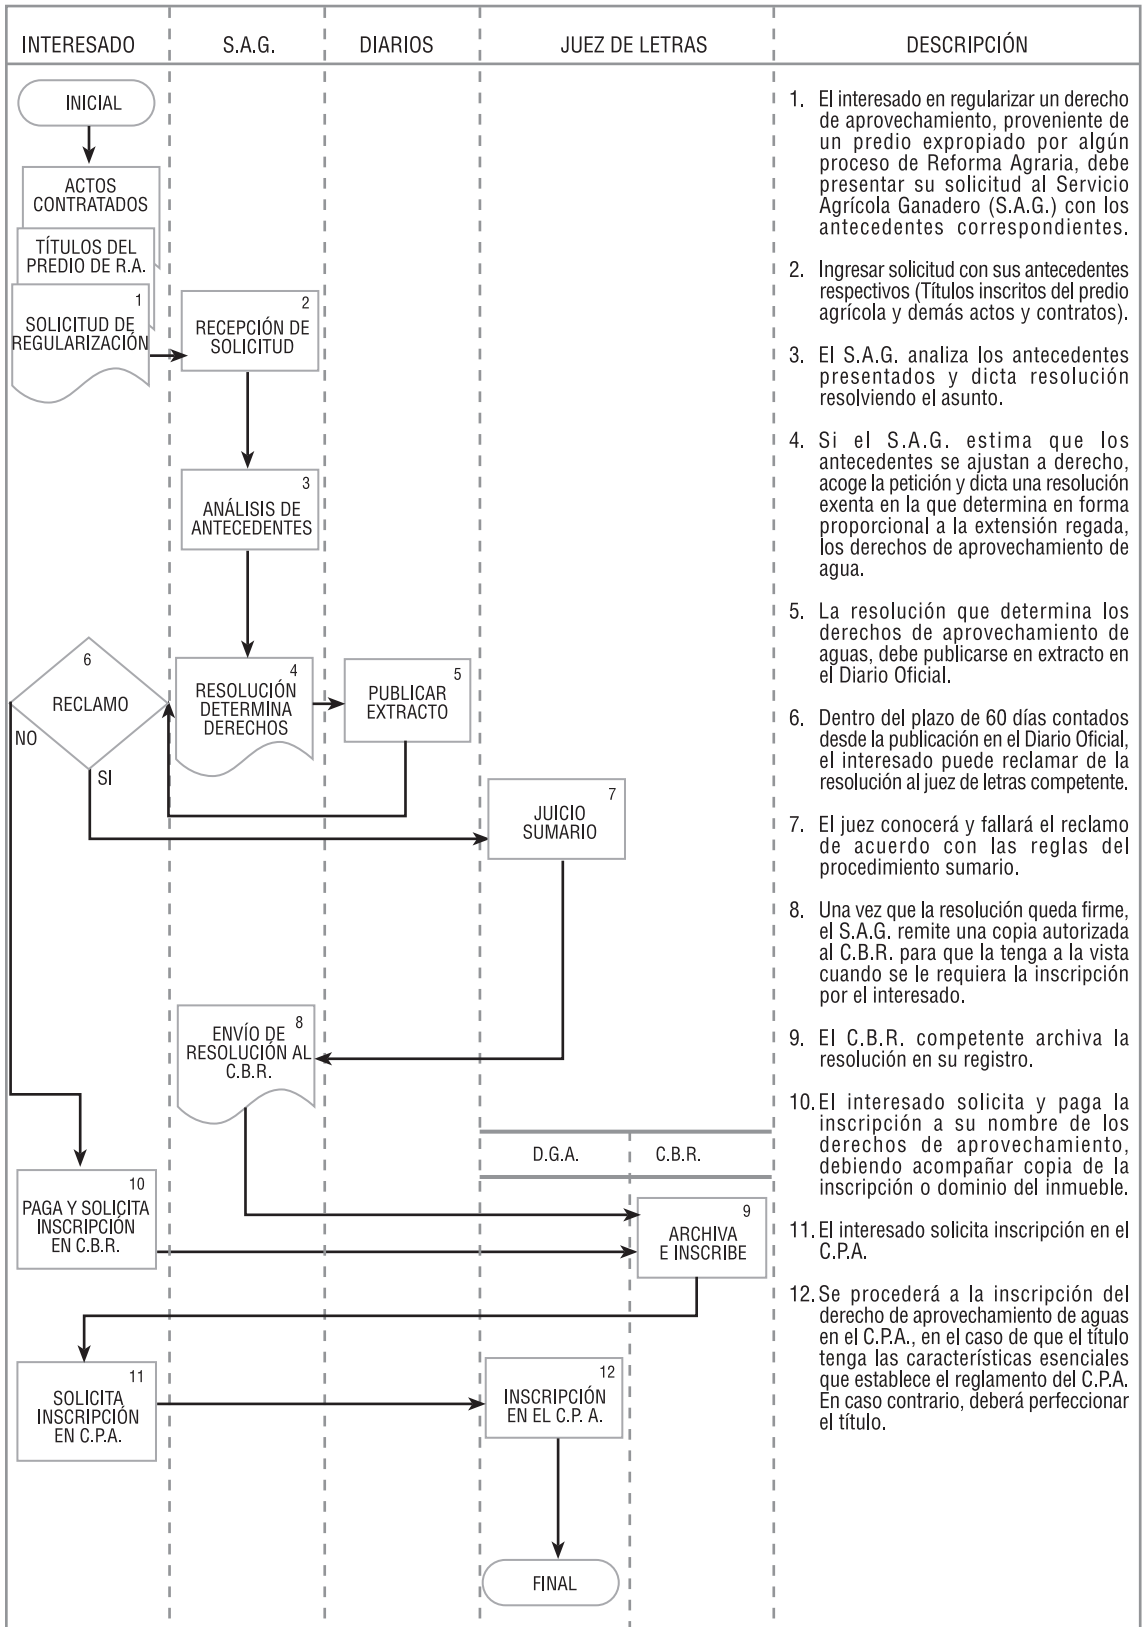 INTERESADO
S.A.G.
DIARIOS
JUEZ DE LETRAS
DESCRIPCIÓN
INICIAL
ACTOS
CONTRATADOS
TÍTULOS DEL
PREDIO DE R.A.
1
SOLICITUD DE
REGULARIZACIÓN
2
RECEPCIÓN DE
SOLICITUD
3
ANÁLISIS DE
ANTECEDENTES
6
RECLAMO
NO
SI
4
RESOLUCIÓN
DETERMINA
DERECHOS
5
PUBLICAR
EXTRACTO
7
JUICIO
SUMARIO
8
ENVÍO DE
RESOLUCIÓN AL
C.B.R.
D.G.A.
C.B.R.
10
PAGA Y SOLICITA
INSCRIPCIÓN
EN C.B.R.
9
ARCHIVA
E INSCRIBE
11
SOLICITA
INSCRIPCIÓN
EN C.P.A.
12
INSCRIPCIÓN
EN EL C.P. A.
FINAL
1. El interesado en regularizar un derecho
de aprovechamiento, proveniente de
un predio expropiado por algún
proceso de Reforma Agraria, debe
presentar su solicitud al Servicio
Agrícola Ganadero (S.A.G.) con los
antecedentes correspondientes.
2. Ingresar solicitud con sus antecedentes
respectivos (Títulos inscritos del predio
agrícola y demás actos y contratos).
3. El S.A.G. analiza los antecedentes
presentados y dicta resolución
resolviendo el asunto.
4. Si el S.A.G. estima que los
antecedentes se ajustan a derecho,
acoge la petición y dicta una resolución
exenta en la que determina en forma
proporcional a la extensión regada,
los derechos de aprovechamiento de
agua.
5. La resolución que determina los
derechos de aprovechamiento de
aguas, debe publicarse en extracto en
el Diario Oficial.
6. Dentro del plazo de 60 días contados
desde la publicación en el Diario Oficial,
el interesado puede reclamar de la
resolución al juez de letras competente.
7. El juez conocerá y fallará el reclamo
de acuerdo con las reglas del
procedimiento sumario.
8. Una vez que la resolución queda firme,
el S.A.G. remite una copia autorizada
al C.B.R. para que la tenga a la vista
cuando se le requiera la inscripción
por el interesado.
9. El C.B.R. competente archiva la
resolución en su registro.
10. El interesado solicita y paga la
inscripción a su nombre de los
derechos de aprovechamiento,
debiendo acompañar copia de la
inscripción o dominio del inmueble.
11. El interesado solicita inscripción en el
C.P.A.
12. Se procederá a la inscripción del
derecho de aprovechamiento de aguas
en el C.P.A., en el caso de que el título
tenga las características esenciales
que establece el reglamento del C.P.A.
En caso contrario, deberá perfeccionar
el título.